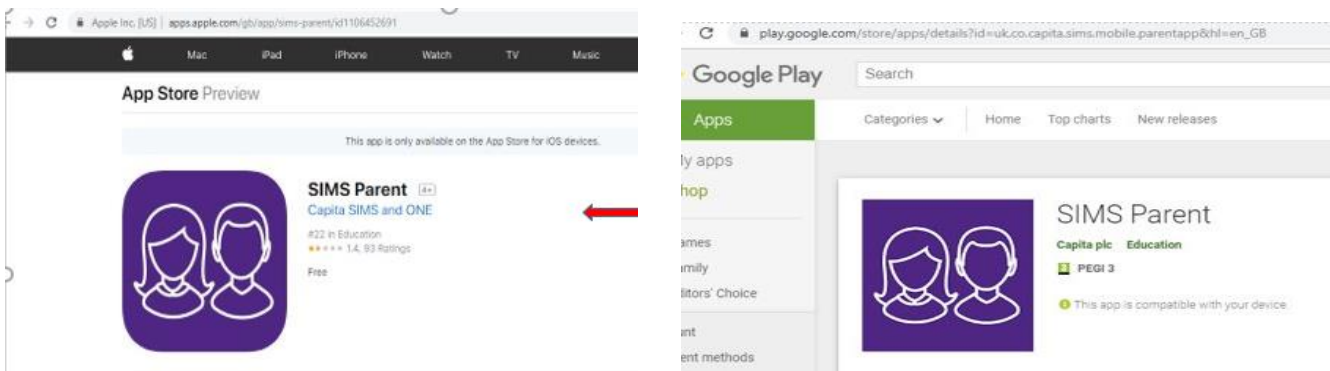 Apple Inc. [US] | apps.apple.com/gb/app/sims-parent/id1106452691
Mac iPad iPhone Watch TV Music
App Store Preview
This app is only available on the App Store for iOS devices.
SIMS Parent 4+
Capita SIMS and ONE
#22 in Education
1.4, 93 Ratings
Free
play.google.com/store/apps/details?id=uk.co.capita.sims.mobile.parentapp&hl=en_GB
Google Play Search
Apps Categories Home Top charts New releases
ly apps
hop
ames
amily
ditors' Choice
unt
ent methods
SIMS Parent
Capita plc Education
PEGI 3
This app is compatible with your device.